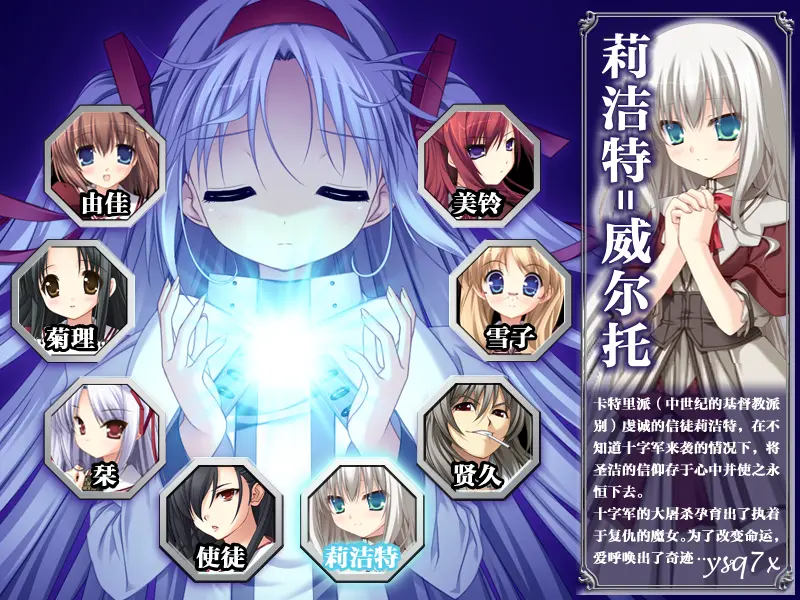 由佳
美铃
菊理
雪子
栞
贤久
使徒
莉洁特
莉洁特=威尔托
卡特里派（中世纪的基督教派
别）虔诚的信徒莉洁特，在不
知道十字军来袭的情况下，将
圣洁的信仰存于心中并使之永
恒下去。
十字军的大屠杀孕育出了执着
于复仇的魔女。为了改变命运，
爱呼唤出了奇迹…
ysq7x